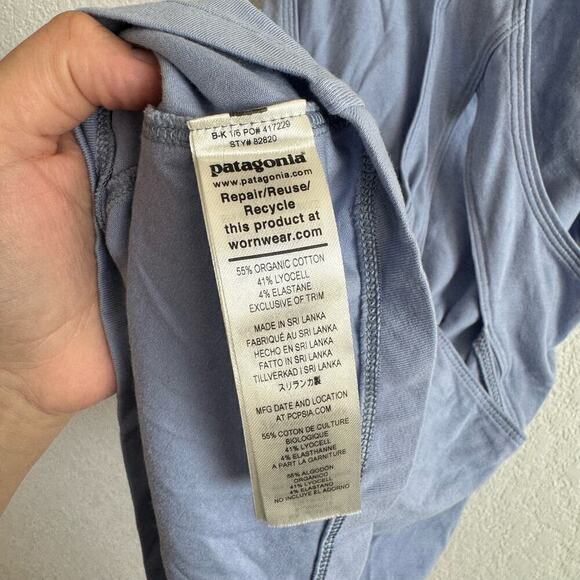 B-K 1/6 PO# 417229
STY# 82820
patagonia
www.patagonia.com
Repair/Reuse/
Recycle
this product at
wornwear.com
55% ORGANIC COTTON
41% LYOCELL
4% ELASTANE
EXCLUSIVE OF TRIM
MADE IN SRI LANKA
FABRIQUÉ AU SRI LANKA
HECHO EN SRI LANKA
FATTO IN SRI LANKA
TILLVERKAD I SRI LANKA
スリランカ製
MFG DATE AND LOCATION
AT PCPSIA.COM
55% COTON DE CULTURE
BIOLOGIQUE
41% LYOCELL
4% ELASTHANNE
A PART LA GARNITURE
55% ALGODÓN
ORGÁNICO
41% LYOCELL
4% ELASTANO
NO INCLUYE EL ADORNO